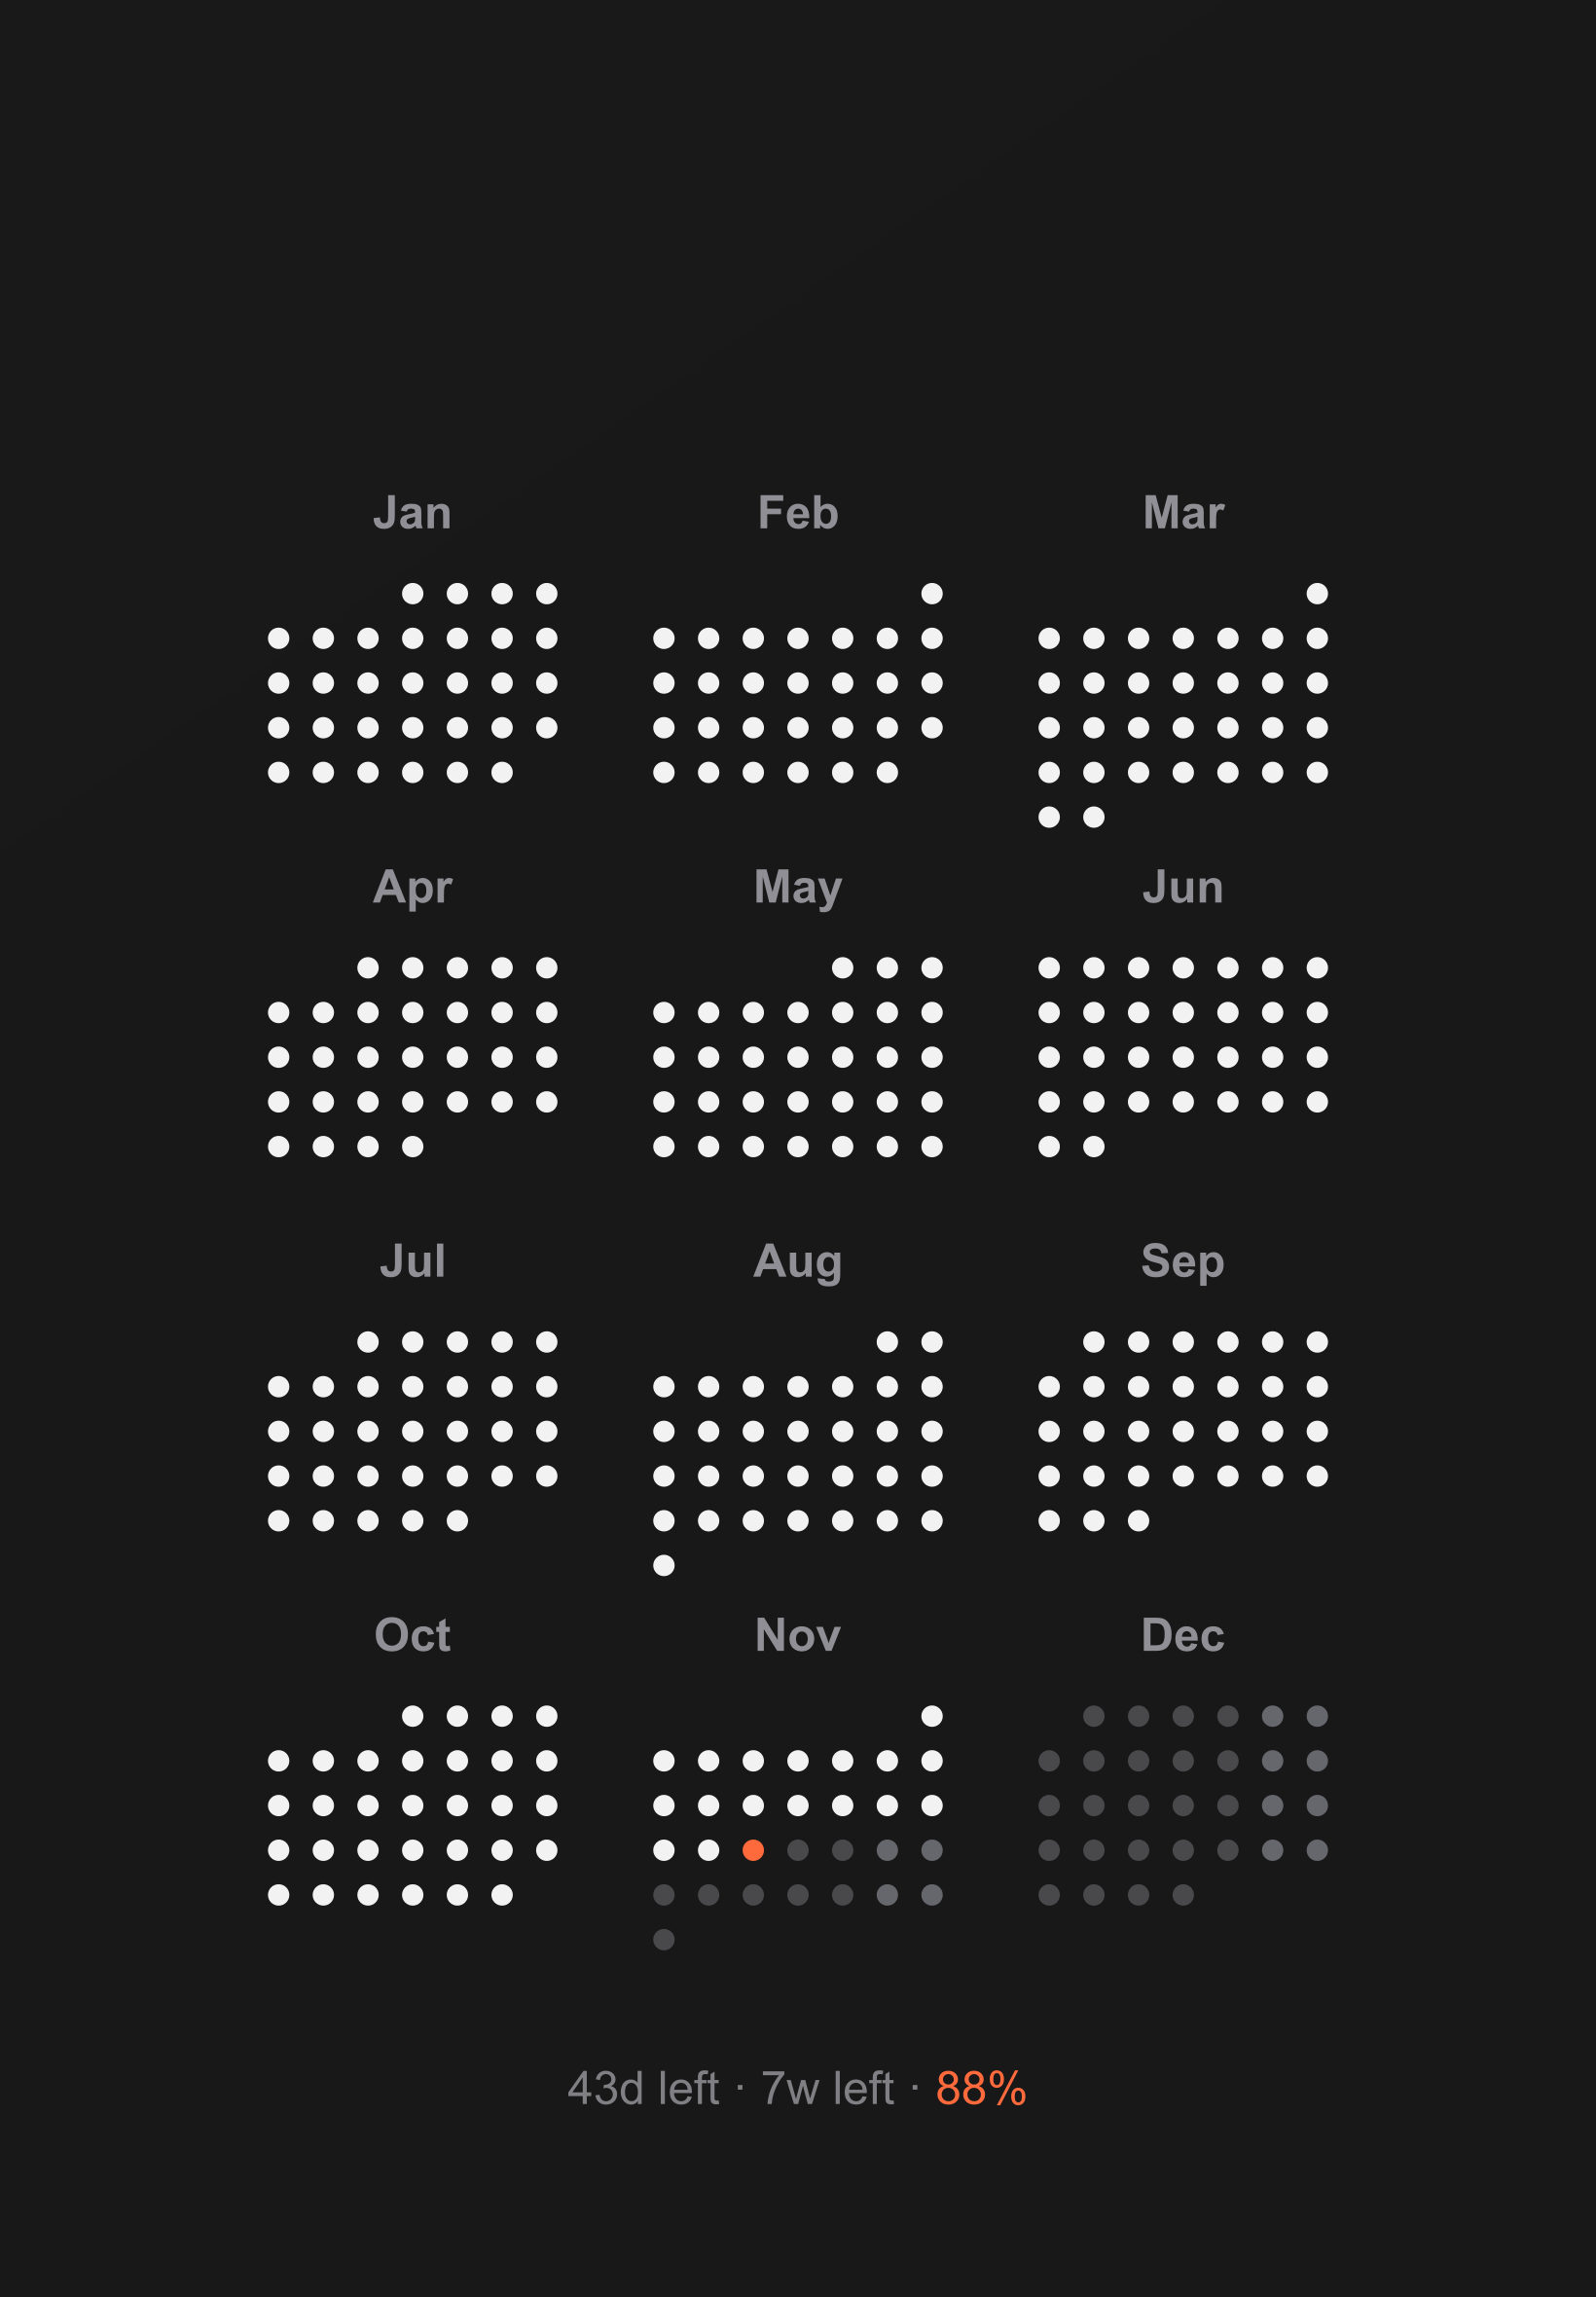 Jan Feb Mar
Apr May Jun
Jul Aug Sep
Oct Nov Dec
43d left · 7w left · 88%